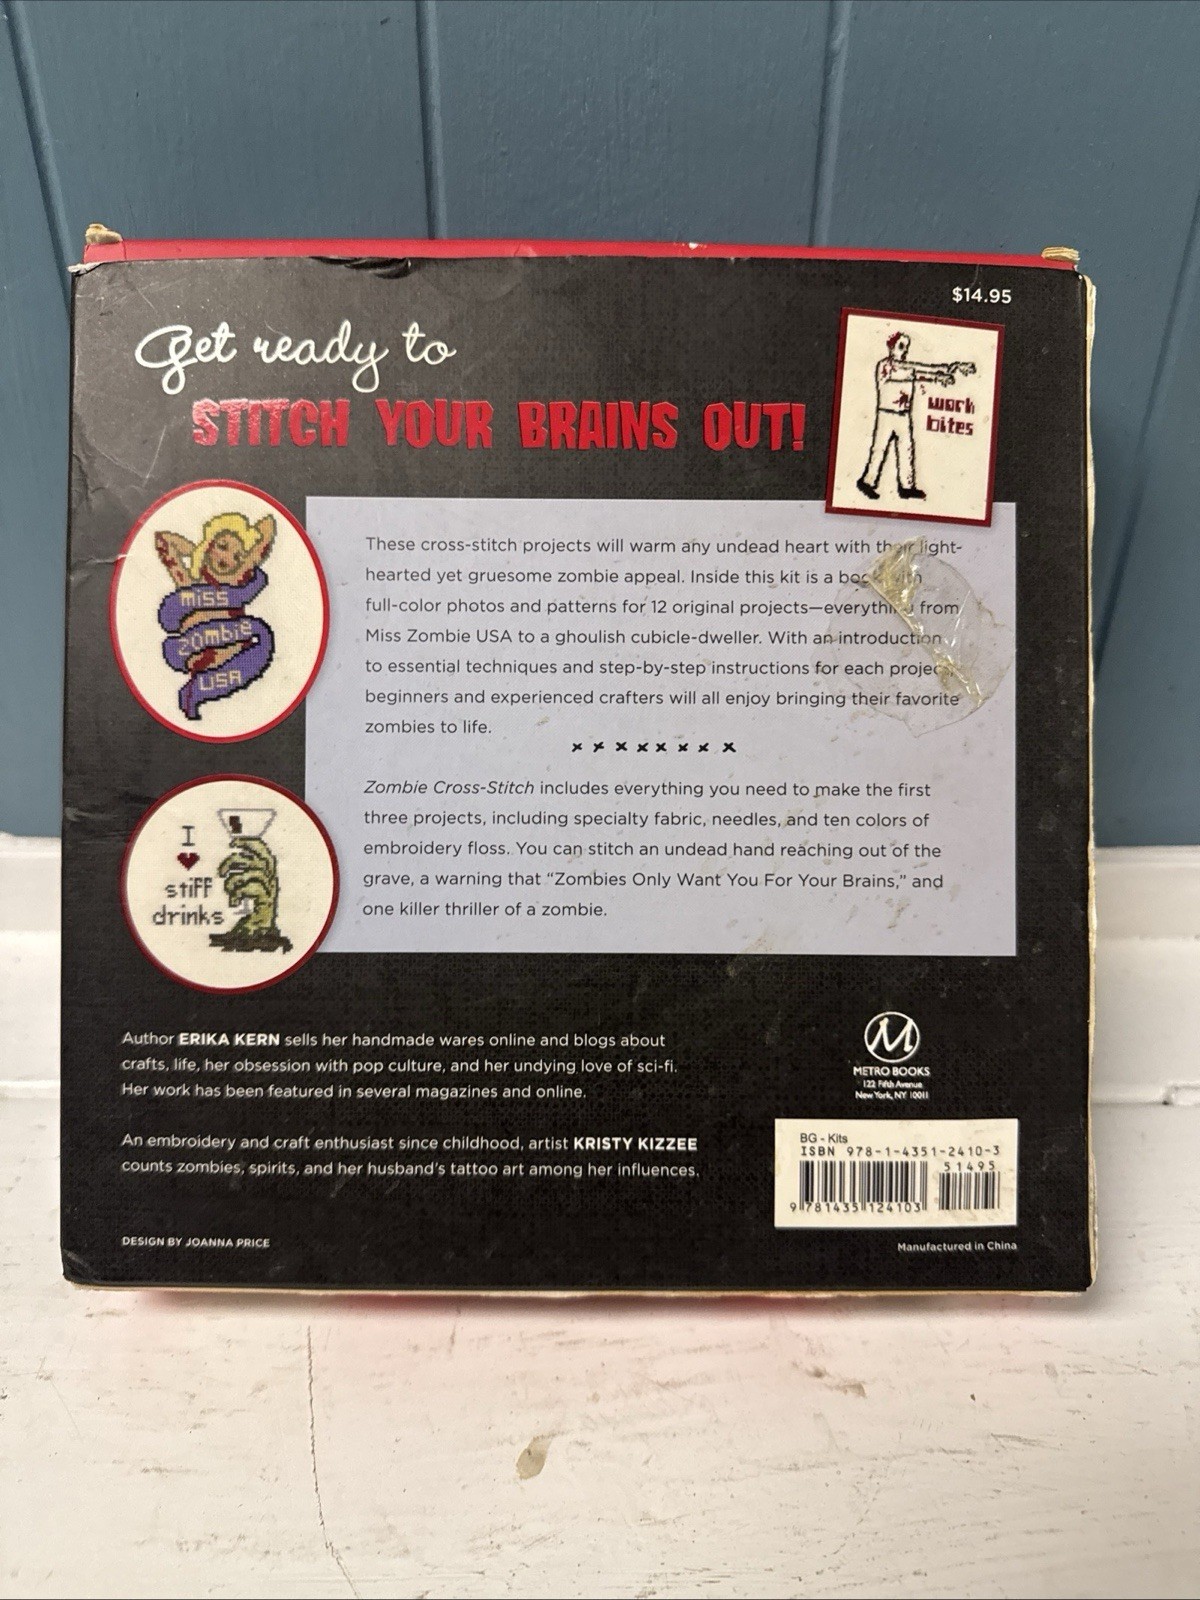 $14.95
Get ready to
STITCH YOUR BRAINS OUT!
work
bites
miss
zombie
USA
These cross-stitch projects will warm any undead heart with their light-
hearted yet gruesome zombie appeal. Inside this kit is a book with
full-color photos and patterns for 12 original projects—everything from
Miss Zombie USA to a ghoulish cubicle-dweller. With an introduction
to essential techniques and step-by-step instructions for each project,
beginners and experienced crafters will all enjoy bringing their favorite
zombies to life.
Zombie Cross-Stitch includes everything you need to make the first
three projects, including specialty fabric, needles, and ten colors of
embroidery floss. You can stitch an undead hand reaching out of the
grave, a warning that “Zombies Only Want You For Your Brains,” and
one killer thriller of a zombie.
I
stiff
drinks
Author ERIKA KERN sells her handmade wares online and blogs about
crafts, life, her obsession with pop culture, and her undying love of sci-fi.
Her work has been featured in several magazines and online.
An embroidery and craft enthusiast since childhood, artist KRISTY KIZZEE
counts zombies, spirits, and her husband's tattoo art among her influences.
DESIGN BY JOANNA PRICE
M
METRO BOOKS
122 Fifth Avenue
New York, NY 10011
BG - Kits
ISBN 978-1-4351-2410-3
51495
9 781435 124103
Manufactured in China